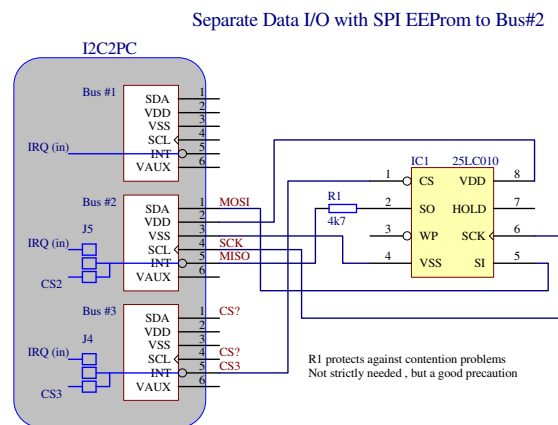 Separate Data I/O with SPI EEProm to Bus#2
I2C2PC
Bus #1
SDA 1
VDD 2
VSS 3
SCL 4
IRQ (in) INT 5
VAUX 6
Bus #2
SDA 1 MOSI
J5 VDD 2
VSS 3
IRQ (in) SCL 4 SCK
INT 5 MISO
CS2 VAUX 6
Bus #3
SDA 1 CS?
J4 VDD 2
VSS 3
IRQ (in) SCL 4 CS?
INT 5 CS3
CS3 VAUX 6
R1
4k7
IC1 25LC010
1 CS VDD 8
2 SO HOLD 7
3 WP SCK 6
4 VSS SI 5
R1 protects against contention problems
Not strictly needed , but a good precaution